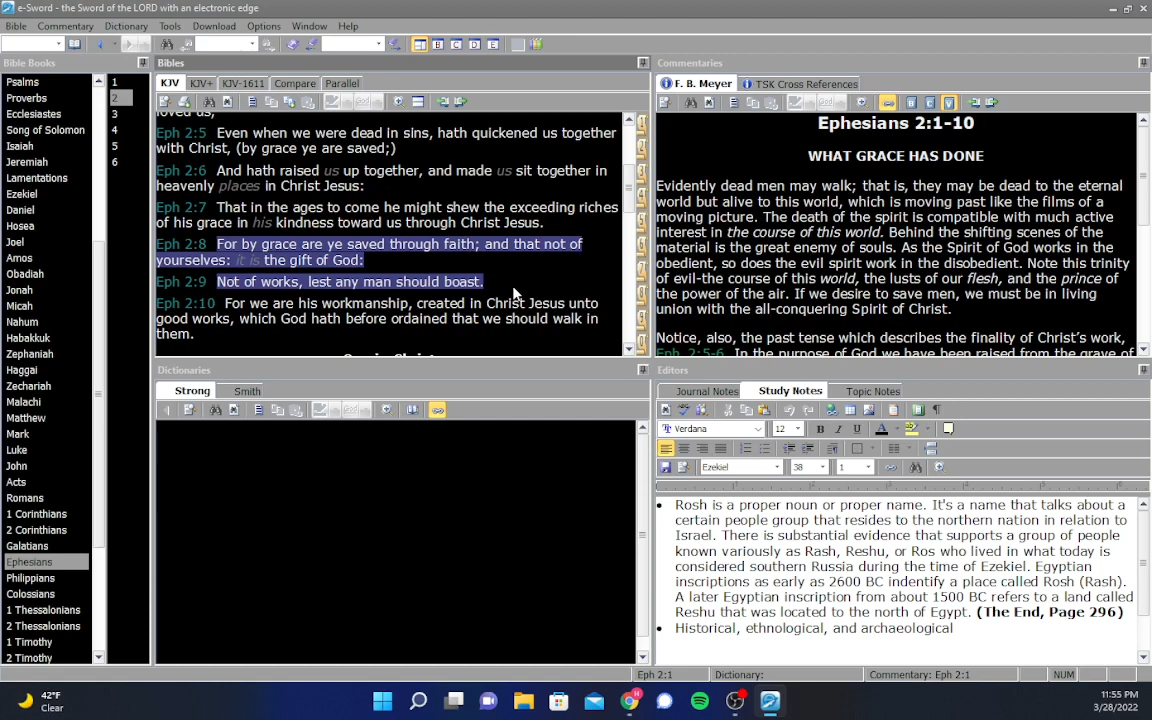 e-Sword - the Sword of the LORD with an electronic edge
Bible Commentary Dictionary Tools Download Options Window Help
B C D E
Bible Books
Psalms
Proverbs
Ecclesiastes
Song of Solomon
Isaiah
Jeremiah
Lamentations
Ezekiel
Daniel
Hosea
Joel
Amos
Obadiah
Jonah
Micah
Nahum
Habakkuk
Zephaniah
Haggai
Zechariah
Malachi
Matthew
Mark
Luke
John
Acts
Romans
1 Corinthians
2 Corinthians
Galatians
Ephesians
Philippians
Colossians
1 Thessalonians
2 Thessalonians
1 Timothy
2 Timothy
1
2
3
4
5
6
Bibles
KJV KJV+ KJV-1611 Compare Parallel
loved us,
Eph 2:5 Even when we were dead in sins, hath quickened us together
with Christ, (by grace ye are saved;)
Eph 2:6 And hath raised us up together, and made us sit together in
heavenly places in Christ Jesus:
Eph 2:7 That in the ages to come he might shew the exceeding riches
of his grace in his kindness toward us through Christ Jesus.
Eph 2:8 For by grace are ye saved through faith; and that not of
yourselves: it is the gift of God:
Eph 2:9 Not of works, lest any man should boast.
Eph 2:10 For we are his workmanship, created in Christ Jesus unto
good works, which God hath before ordained that we should walk in
them.
Commentaries
F. B. Meyer TSK Cross References
Ephesians 2:1-10
WHAT GRACE HAS DONE
Evidently dead men may walk; that is, they may be dead to the eternal
world but alive to this world, which is moving past like the films of a
moving picture. The death of the spirit is compatible with much active
interest in the course of this world. Behind the shifting scenes of the
material is the great enemy of souls. As the Spirit of God works in the
obedient, so does the evil spirit work in the disobedient. Note this trinity
of evil-the course of this world, the lusts of our flesh, and the prince of
the power of the air. If we desire to save men, we must be in living
union with the all-conquering Spirit of Christ.
Notice, also, the past tense which describes the finality of Christ's work,
Eph 2:5-6. In the purpose of God we have been raised from the grave of
Dictionaries
Strong Smith
Editors
Journal Notes Study Notes Topic Notes
Verdana 12 B I U A
Ezekiel 38 1
• Rosh is a proper noun or proper name. It's a name that talks about a
certain people group that resides to the northern nation in relation to
Israel. There is substantial evidence that supports a group of people
known variously as Rash, Reshu, or Ros who lived in what today is
considered southern Russia during the time of Ezekiel. Egyptian
inscriptions as early as 2600 BC indentify a place called Rosh (Rash).
A later Egyptian inscription from about 1500 BC refers to a land called
Reshu that was located to the north of Egypt. (The End, Page 296)
• Historical, ethnological, and archaeological
Eph 2:1 Dictionary: Commentary: Eph 2:1 NUM
42°F
Clear
11:55 PM
3/28/2022